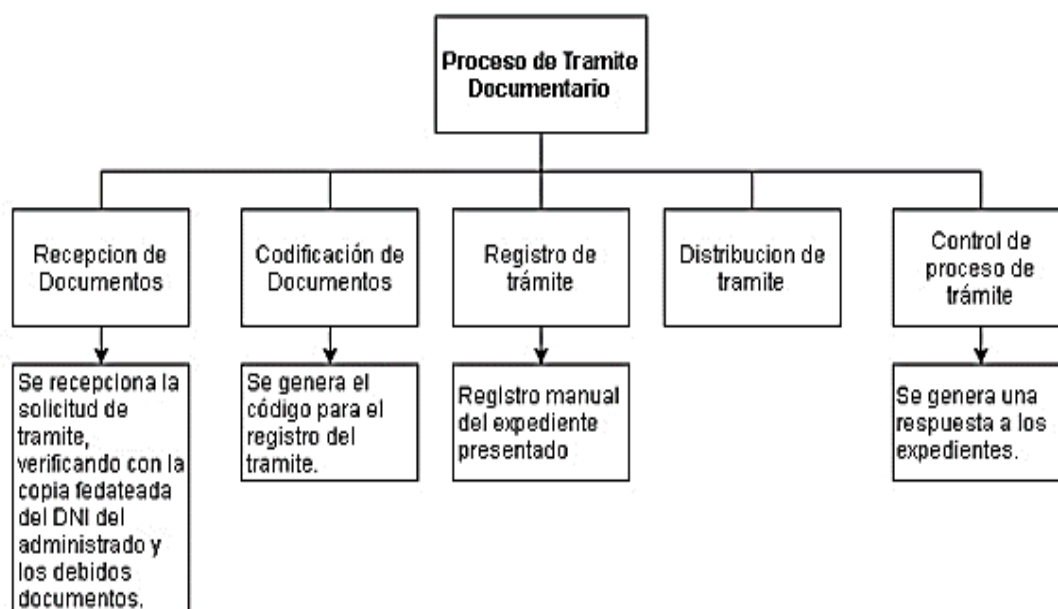 Proceso de Tramite
Documentario
Recepcion de
Documentos
Codificación de
Documentos
Registro de
trámite
Distribucion de
tramite
Control de
proceso de
trámite
Se recepciona la
solicitud de
tramite,
verificando con la
copia fedateada
del DNI del
administrado y
los debidos
documentos.
Se genera el
código para el
registro del
tramite.
Registro manual
del expediente
presentado
Se genera una
respuesta a los
expedientes.